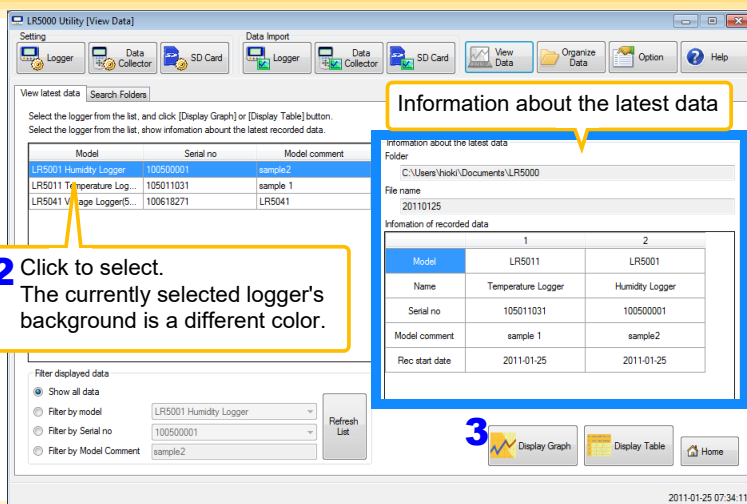 LR5000 Utility [View Data]
Setting
Data Import
Logger
Data Collector
SD Card
Logger
Data Collector
SD Card
View Data
Organize Data
Option
Help
View latest data
Search Folders
Select the logger from the list, and click [Display Graph] or [Display Table] button.
Select the logger from the list, show infomation abount the latest recorded data.
Information about the latest data
Model Serial no Model comment
LR5001 Humidity Logger 100500001 sample2
LR5011 Temperature Log... 105011031 sample 1
LR5041 V age Logger(5... 100618271 LR5041
2 Click to select.
The currently selected logger's
background is a different color.
Information about the latest data
Folder
C:\Users\hioki\Documents\LR5000
File name
20110125
Infomation of recorded data
1 2
Model LR5011 LR5001
Name Temperature Logger Humidity Logger
Serial no 105011031 100500001
Model comment sample 1 sample2
Rec start date 2011-01-25 2011-01-25
Filter displayed data
Show all data
Filter by model LR5001 Humidity Logger
Filter by Serial no 100500001
Filter by Model Comment sample2
Refresh List
3
Display Graph
Display Table
Home
2011-01-25 07:34:11